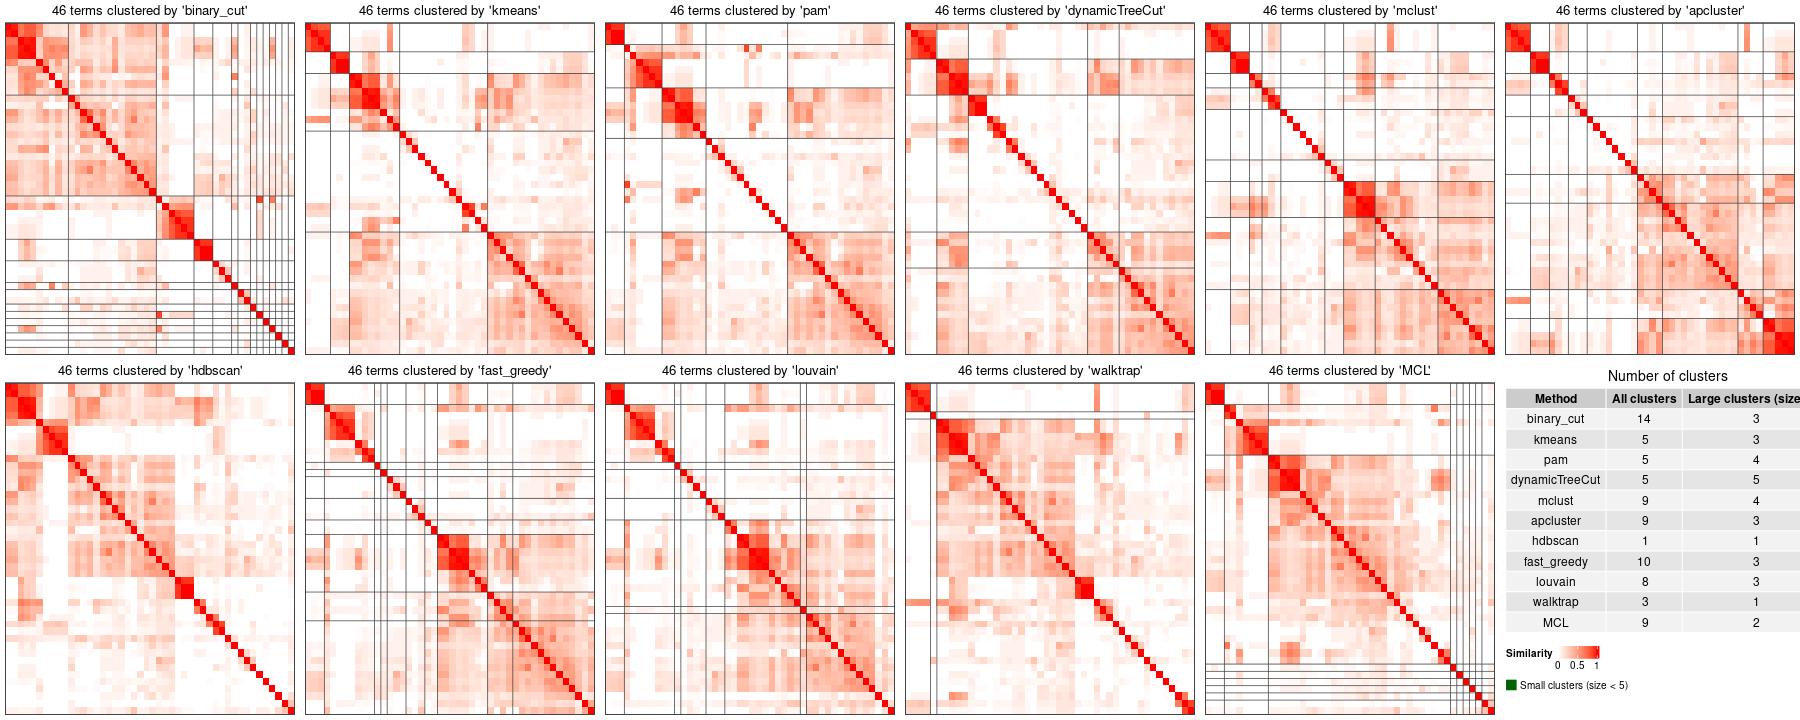 46 terms clustered by 'binary_cut'
46 terms clustered by 'kmeans'
46 terms clustered by 'pam'
46 terms clustered by 'dynamicTreeCut'
46 terms clustered by 'mclust'
46 terms clustered by 'apcluster'
46 terms clustered by 'hdbscan'
46 terms clustered by 'fast_greedy'
46 terms clustered by 'louvain'
46 terms clustered by 'walktrap'
46 terms clustered by 'MCL'
Number of clusters
Method All clusters Large clusters (size
binary_cut 14 3
kmeans 5 3
pam 5 4
dynamicTreeCut 5 5
mclust 9 4
apcluster 9 3
hdbscan 1 1
fast_greedy 10 3
louvain 8 3
walktrap 3 1
MCL 9 2
Similarity
0 0.5 1
Small clusters (size < 5)